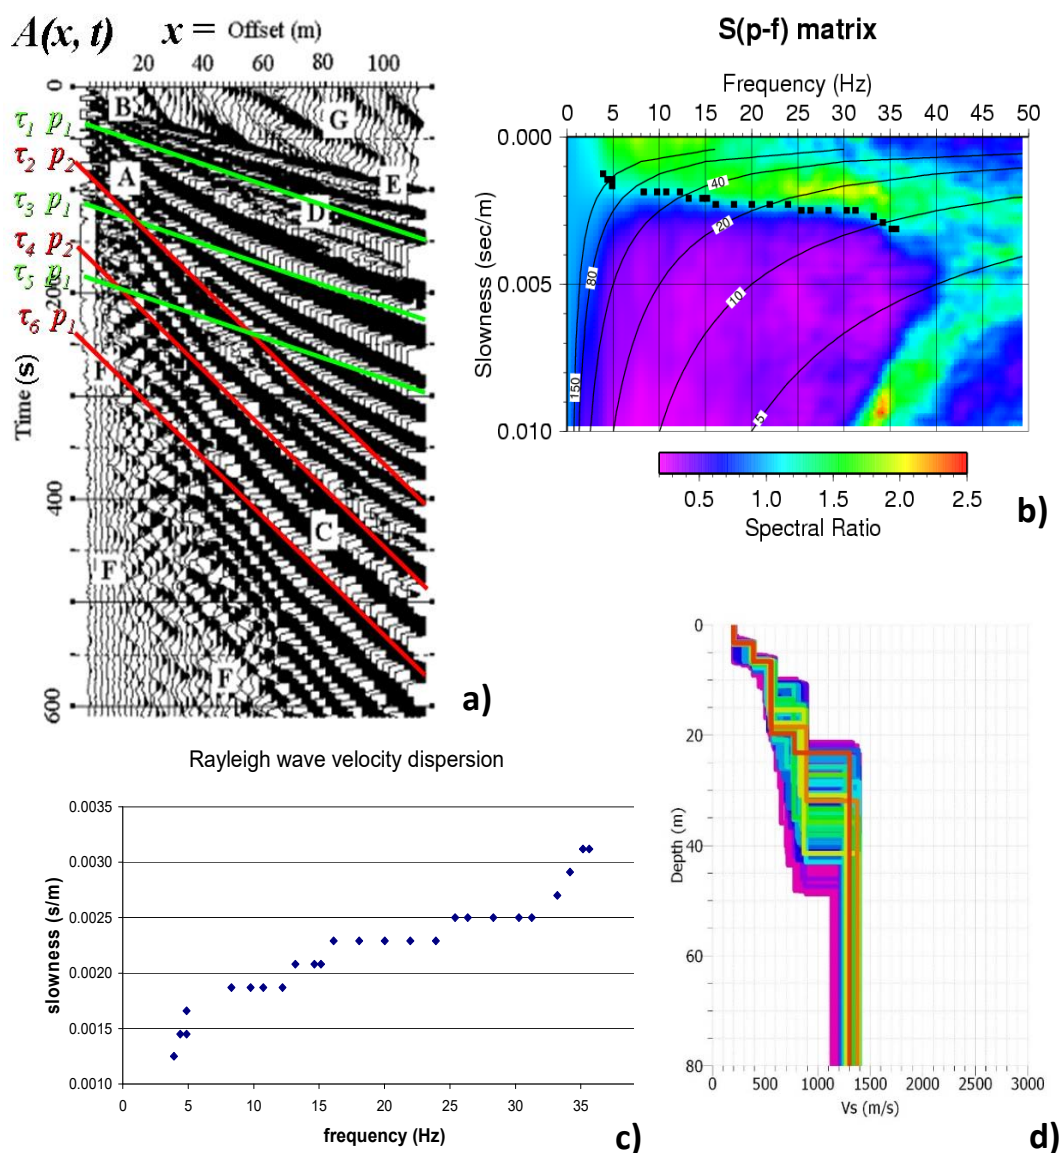 A(x, t) x = Offset (m)
20 40 60 80 100
0
B
G
τ1 p1
τ2 p2
A
E
τ3 p1
D
τ4 p2
τ5 p1
200
τ6 p1
F
Time (s)
400
C
F
F
600
a)
S(p-f) matrix
Frequency (Hz)
0 5 10 15 20 25 30 35 40 45 50
0.000
40
20
80
Slowness (sec/m)
0.005
10
150
5
0.010
0.5 1.0 1.5 2.0 2.5
Spectral Ratio
b)
Rayleigh wave velocity dispersion
0.0035
0.0030
0.0025
0.0020
0.0015
0.0010
slowness (s/m)
0 5 10 15 20 25 30 35
frequency (Hz)
c)
0
20
40
60
80
Depth (m)
0 500 1000 1500 2000 2500 3000
Vs (m/s)
d)